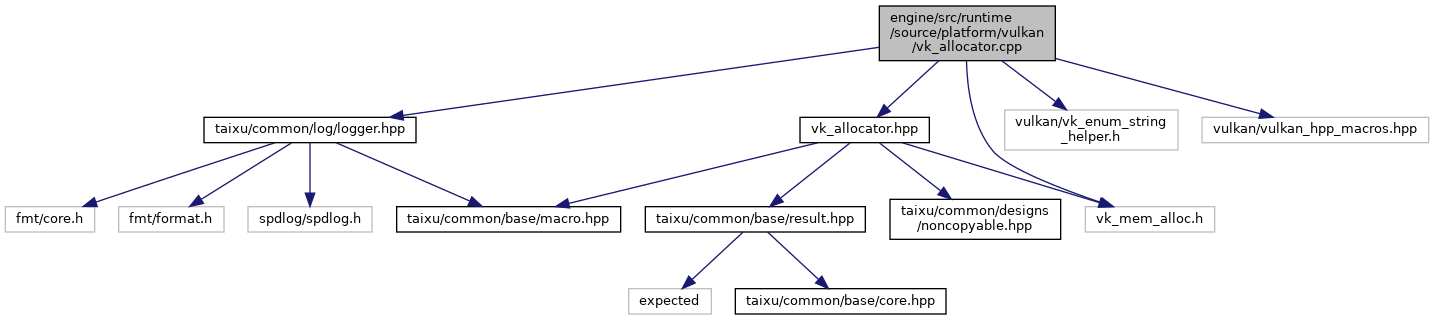 engine/src/runtime
/source/platform/vulkan
/vk_allocator.cpp
taixu/common/log/logger.hpp
vk_allocator.hpp
vulkan/vk_enum_string
_helper.h
vulkan/vulkan_hpp_macros.hpp
fmt/core.h
fmt/format.h
spdlog/spdlog.h
taixu/common/base/macro.hpp
taixu/common/base/result.hpp
taixu/common/designs
/noncopyable.hpp
vk_mem_alloc.h
expected
taixu/common/base/core.hpp